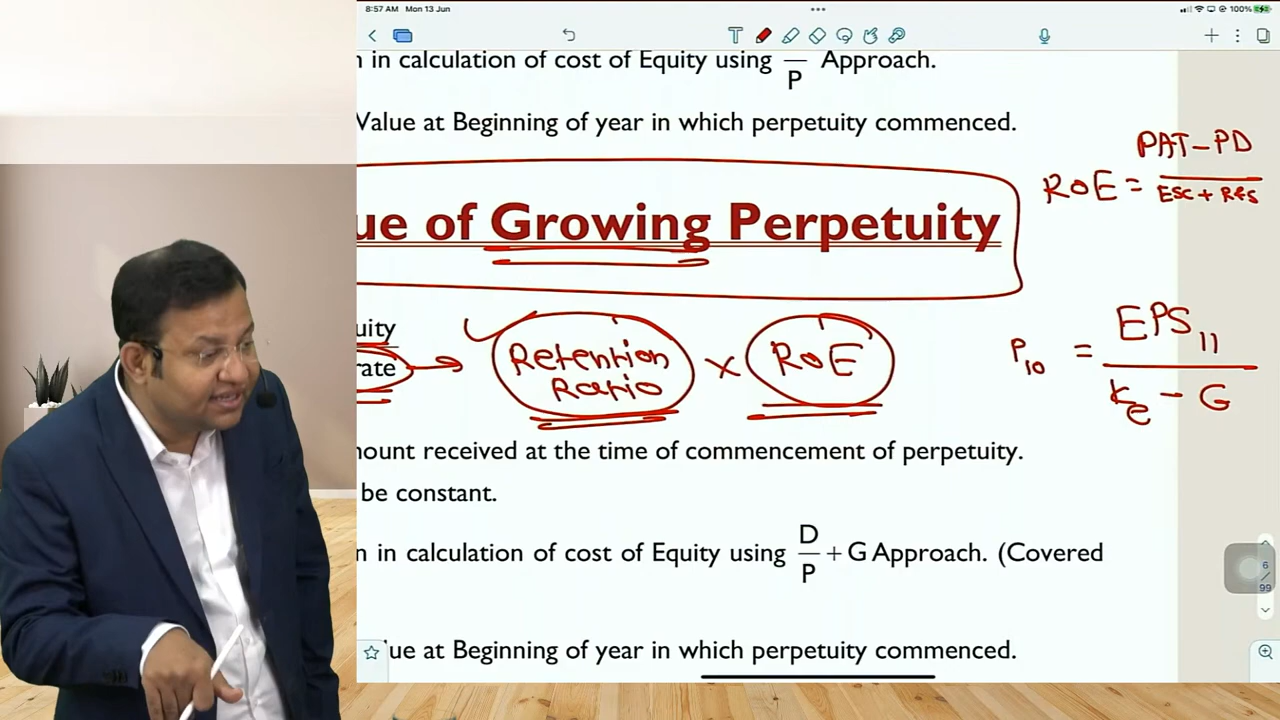 8:57 AM Mon 13 Jun
100%
n in calculation of cost of Equity using — P Approach.
Value at Beginning of year in which perpetuity commenced.
RoE = PAT - PD / ESC + R&S
ue of Growing Perpetuity
uity
rate → Retention Ratio × RoE
P10 = EPS11 / Ke - G
mount received at the time of commencement of perpetuity.
be constant.
n in calculation of cost of Equity using D/P + G Approach. (Covered
ue at Beginning of year in which perpetuity commenced.
6 / 99